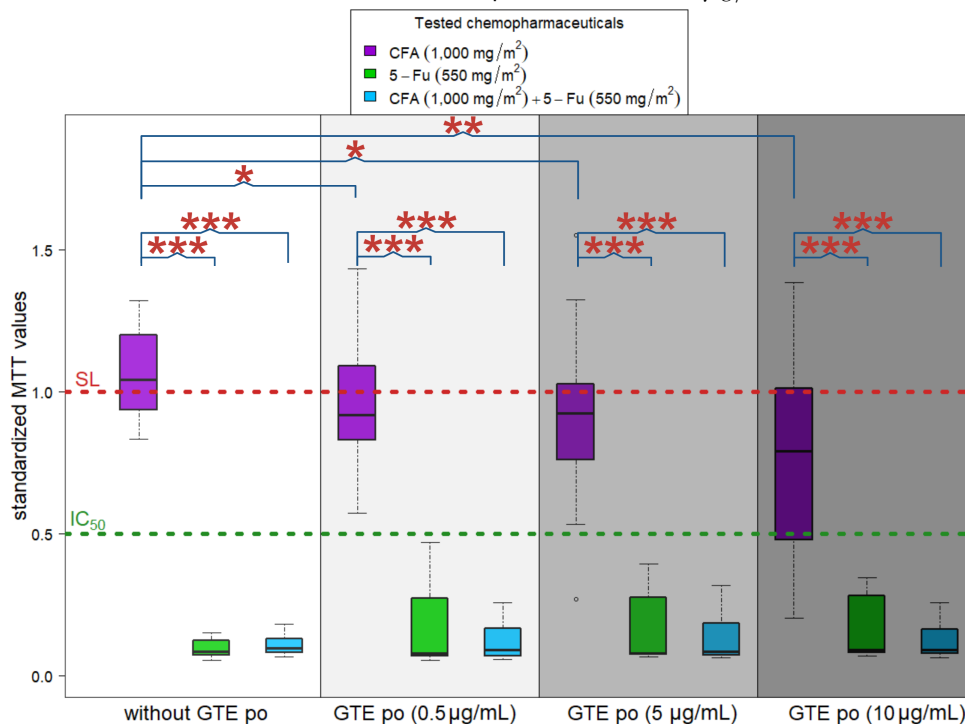 Tested chemopharmaceuticals
CFA (1,000 mg/m²)
5 – Fu (550 mg/m²)
CFA (1,000 mg/m²) + 5 – Fu (550 mg/m²)
**
*
*
*** *** *** ***
*** *** *** ***
standardized MTT values
1.5
SL
1.0
IC₅₀
0.5
0.0
without GTE po GTE po (0.5 µg/mL) GTE po (5 µg/mL) GTE po (10 µg/mL)